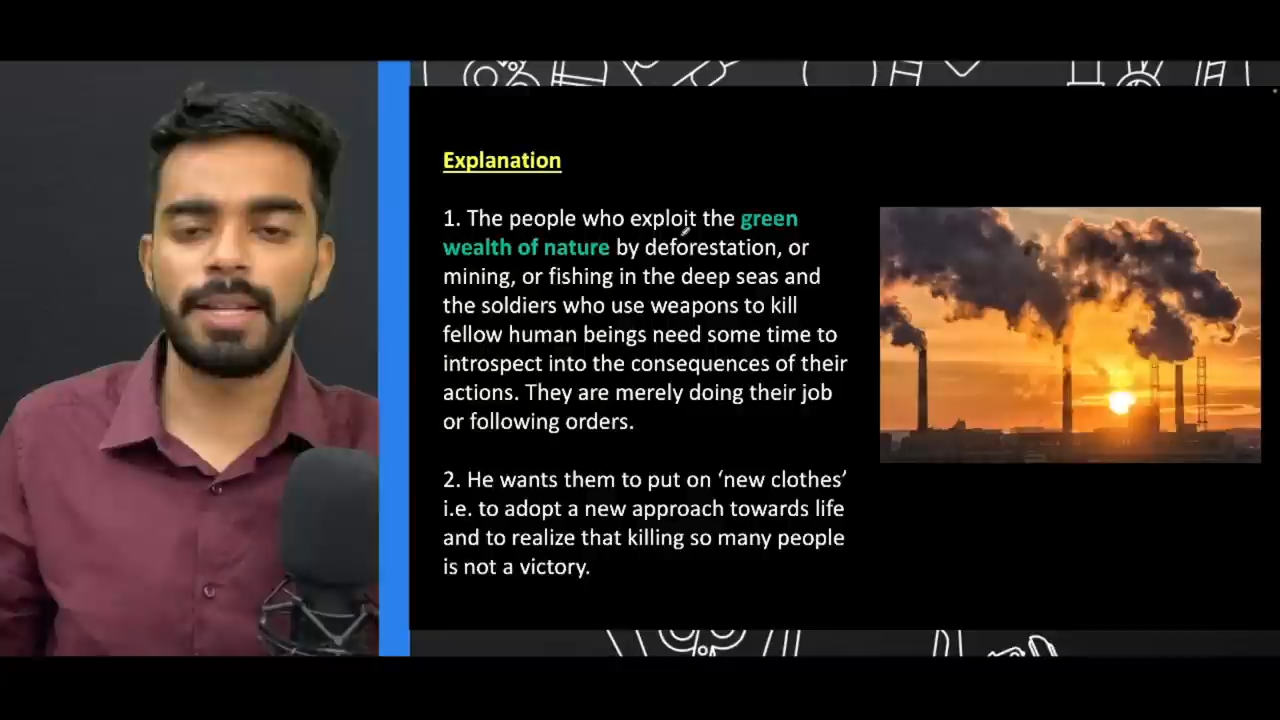 Explanation
1. The people who exploit the green
wealth of nature by deforestation, or
mining, or fishing in the deep seas and
the soldiers who use weapons to kill
fellow human beings need some time to
introspect into the consequences of their
actions. They are merely doing their job
or following orders.
2. He wants them to put on ‘new clothes’
i.e. to adopt a new approach towards life
and to realize that killing so many people
is not a victory.